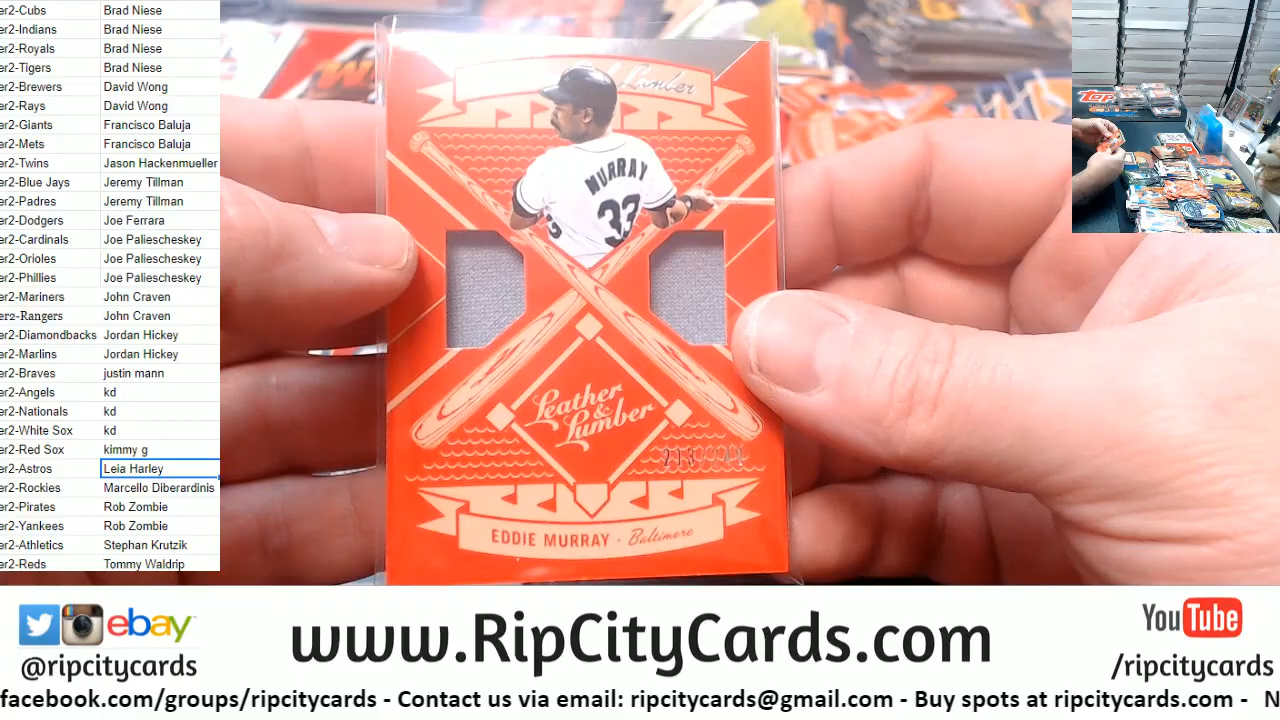 er2-Cubs Brad Niese
er2-Indians Brad Niese
er2-Royals Brad Niese
er2-Tigers Brad Niese
er2-Brewers David Wong
er2-Rays David Wong
er2-Giants Francisco Baluja
er2-Mets Francisco Baluja
er2-Twins Jason Hackenmueller
er2-Blue Jays Jeremy Tillman
er2-Padres Jeremy Tillman
er2-Dodgers Joe Ferrara
er2-Cardinals Joe Paliescheskey
er2-Orioles Joe Paliescheskey
er2-Phillies Joe Paliescheskey
er2-Mariners John Craven
er2-Rangers John Craven
er2-Diamondbacks Jordan Hickey
er2-Marlins Jordan Hickey
er2-Braves justin mann
er2-Angels kd
er2-Nationals kd
er2-White Sox kd
er2-Red Sox kimmy g
er2-Astros Leia Harley
er2-Rockies Marcello Diberardinis
er2-Pirates Rob Zombie
er2-Yankees Rob Zombie
er2-Athletics Stephan Krutzik
er2-Reds Tommy Waldrip
Lumber
MURRAY
33
Leather
&
Lumber
EDDIE MURRAY · Baltimore
Topps
ebay
@ripcitycards
www.RipCityCards.com
YouTube
/ripcitycards
facebook.com/groups/ripcitycards - Contact us via email: ripcitycards@gmail.com - Buy spots at ripcitycards.com - N